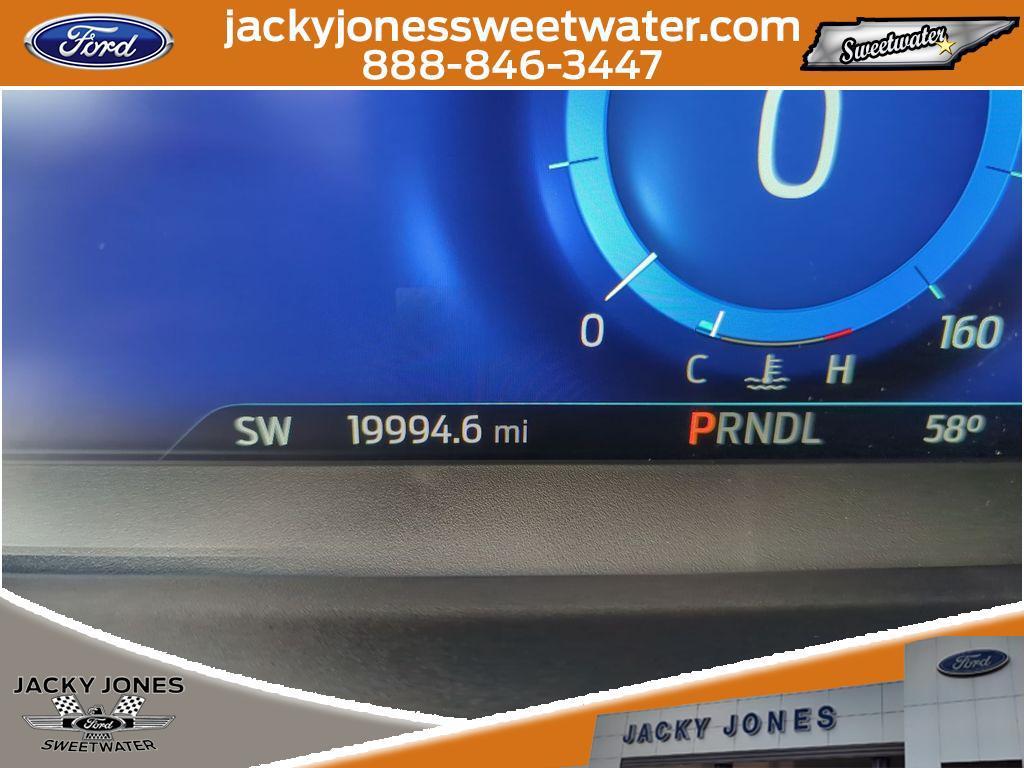 Ford
jackyjonessweetwater.com
888-846-3447
Sweetwater
0
0
160
C H
SW 19994.6 mi PRNDL 58º
JACKY JONES
Ford
SWEETWATER
Ford
JACKY JONES